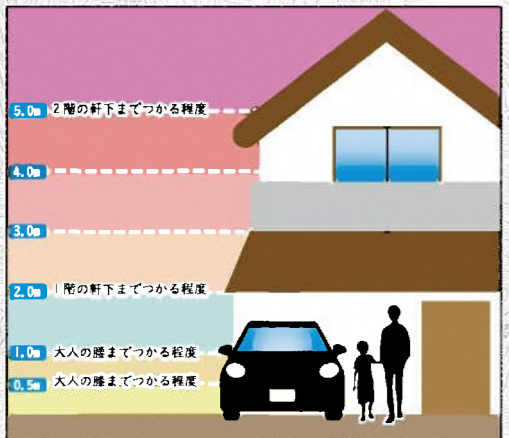 5.0m 2階の軒下までつかる程度
4.0m
3.0m
2.0m 1階の軒下までつかる程度
1.0m 大人の腰までつかる程度
0.5m 大人の膝までつかる程度